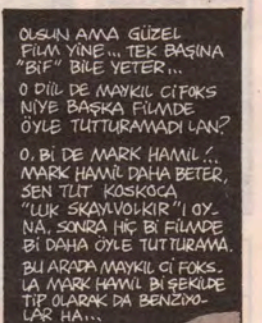 OLSUN AMA GÜZEL
FİLM YİNE... TEK BAŞINA
"BİF" BİLE YETER...
O DİİL DE MAYKIL CİFOKS
NİYE BAŞKA FİLMDE
ÖYLE TUTTURAMADI LAN?
O, Bİ DE MARK HAMİL!..
MARK HAMİL DAHA BETER,
SEN TUT KOSKOCA
"LUK SKAYVOLKIR"I OY-
NA, SONRA HİÇ Bİ FİLMDE
Bİ DAHA ÖYLE TUTTURAMA.
BU ARADA MAYKIL Cİ FOKS-
LA MARK HAMİL Bİ ŞEKİLDE
TİP OLARAK DA BENZİYO-
LAR HA...